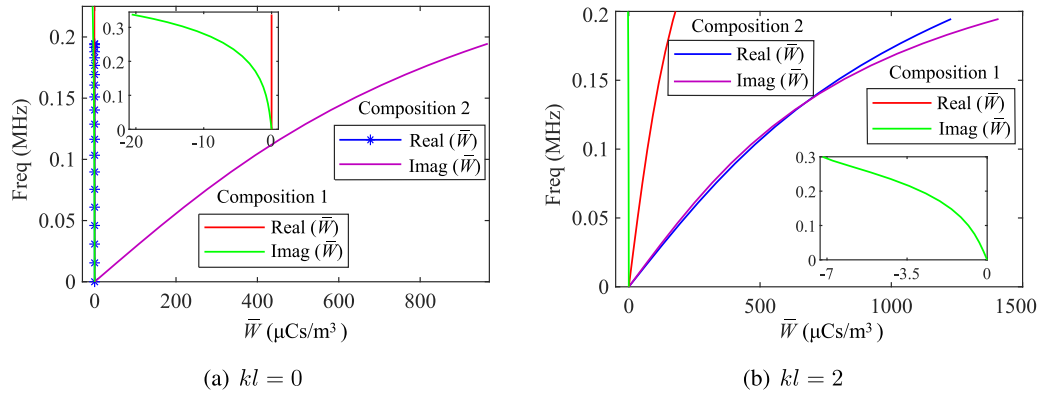 Freq (MHz)
0.2
0.15
0.1
0.05
0
0.3
0.2
0.1
0
-20
-10
0
Composition 2
Real (W̅)
Imag (W̅)
Composition 1
Real (W̅)
Imag (W̅)
0
200
400
600
800
W̅ (μCs/m³ )
(a) kl = 0
Freq (MHz)
0.2
0.15
0.1
0.05
0
Composition 2
Real (W̅)
Imag (W̅)
Composition 1
Real (W̅)
Imag (W̅)
0.3
0.2
0.1
0
-7
-3.5
0
0
500
1000
1500
W̅ (μCs/m³)
(b) kl = 2